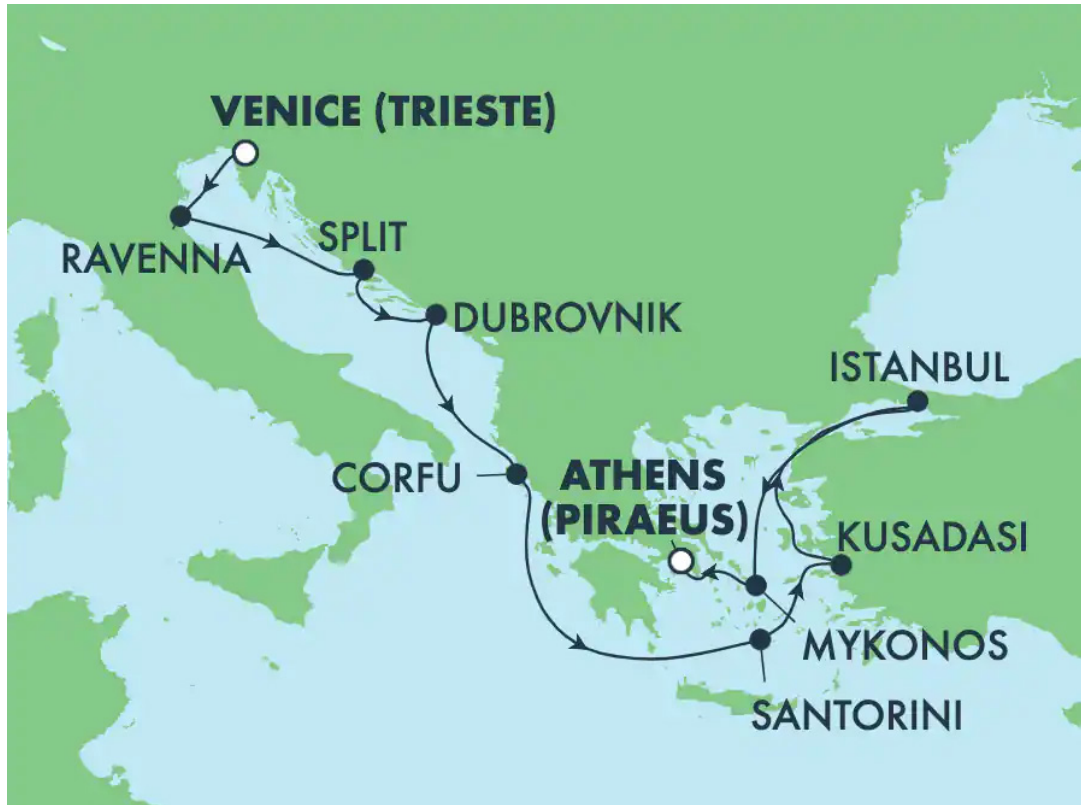 VENICE (TRIESTE)
RAVENNA
SPLIT
DUBROVNIK
ISTANBUL
CORFU
ATHENS
(PIRAEUS)
KUSADASI
MYKONOS
SANTORINI